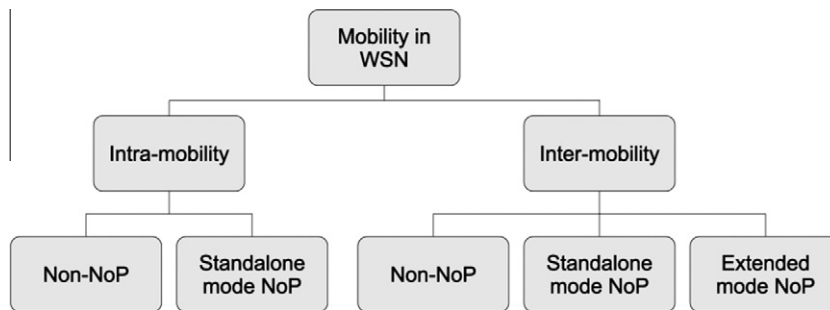 Mobility in
WSN
Intra-mobility
Inter-mobility
Non-NoP
Standalone
mode NoP
Non-NoP
Standalone
mode NoP
Extended
mode NoP